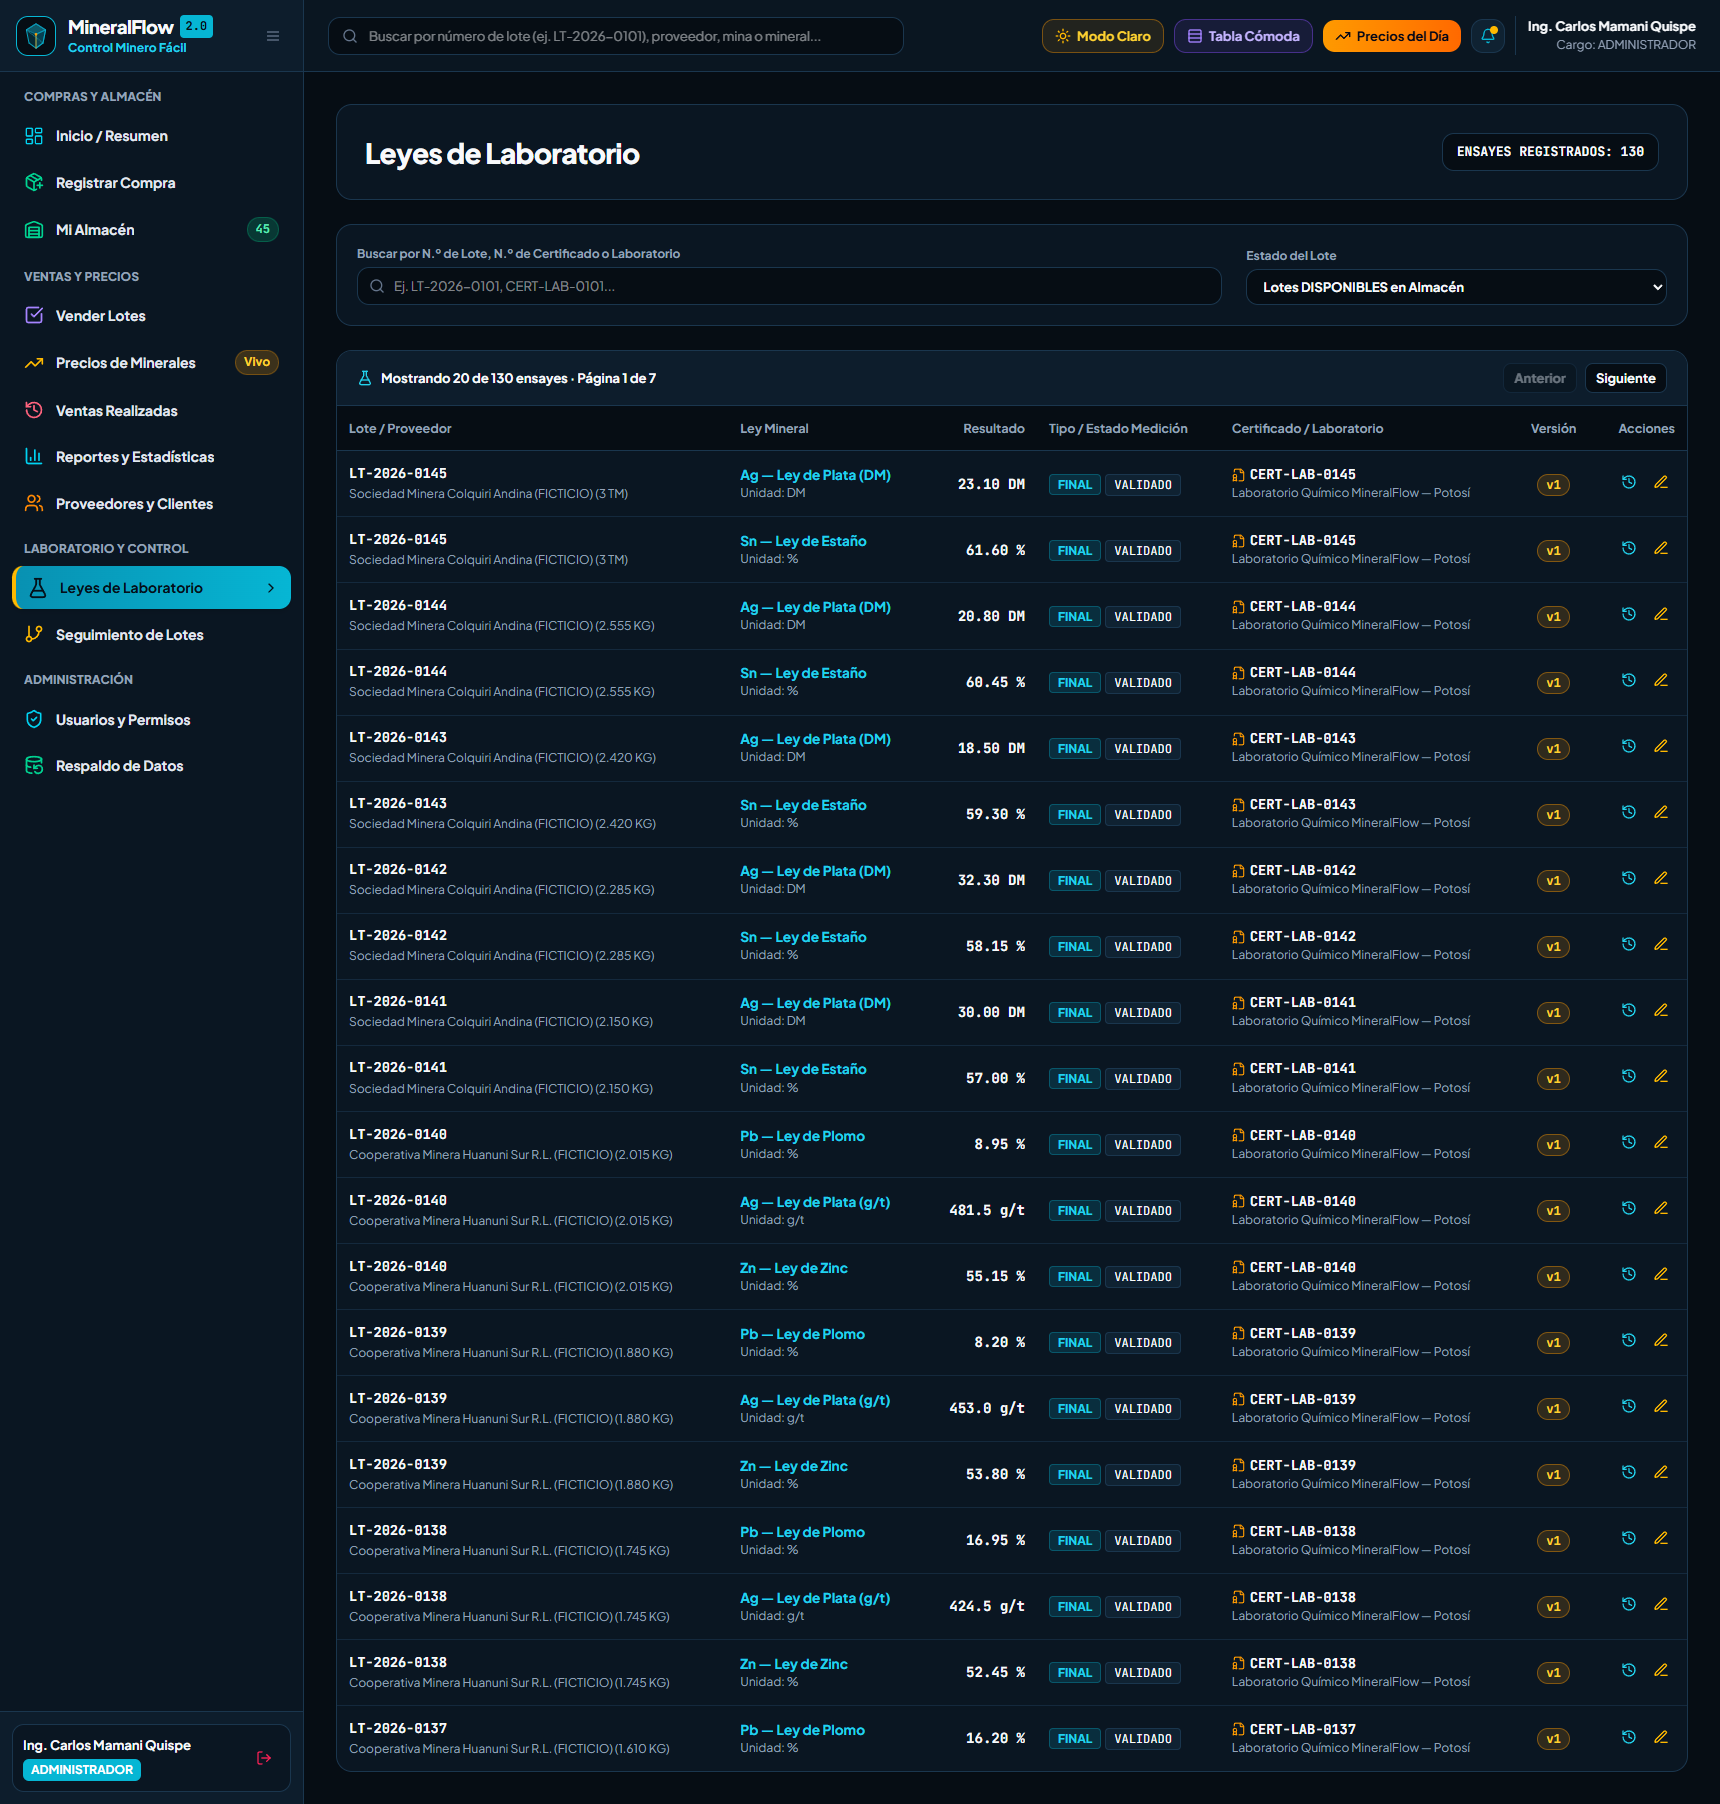 MineralFlow 2.0
Control Minero Fácil
Buscar por número de lote (ej. LT-2026-0101), proveedor, mina o mineral...
Modo Claro
Tabla Cómoda
Precios del Día
Ing. Carlos Mamani Quispe
Cargo: ADMINISTRADOR
COMPRAS Y ALMACÉN
Inicio / Resumen
Registrar Compra
Mi Almacén 45
VENTAS Y PRECIOS
Vender Lotes
Precios de Minerales Vivo
Ventas Realizadas
Reportes y Estadísticas
Proveedores y Clientes
LABORATORIO Y CONTROL
Leyes de Laboratorio
Seguimiento de Lotes
ADMINISTRACIÓN
Usuarios y Permisos
Respaldo de Datos
Ing. Carlos Mamani Quispe
ADMINISTRADOR
Leyes de Laboratorio
ENSAYES REGISTRADOS: 130
Buscar por N.º de Lote, N.º de Certificado o Laboratorio
Ej. LT-2026-0101, CERT-LAB-0101...
Estado del Lote
Lotes DISPONIBLES en Almacén
Mostrando 20 de 130 ensayes · Página 1 de 7
Anterior Siguiente
Lote / Proveedor Ley Mineral Resultado Tipo / Estado Medición Certificado / Laboratorio Versión Acciones
LT-2026-0145 Ag — Ley de Plata (DM) 23.10 DM FINAL VALIDADO CERT-LAB-0145 v1
Sociedad Minera Colquiri Andina (FICTICIO) (3 TM) Unidad: DM Laboratorio Químico MineralFlow — Potosí
LT-2026-0145 Sn — Ley de Estaño 61.60 % FINAL VALIDADO CERT-LAB-0145 v1
Sociedad Minera Colquiri Andina (FICTICIO) (3 TM) Unidad: % Laboratorio Químico MineralFlow — Potosí
LT-2026-0144 Ag — Ley de Plata (DM) 20.80 DM FINAL VALIDADO CERT-LAB-0144 v1
Sociedad Minera Colquiri Andina (FICTICIO) (2.555 KG) Unidad: DM Laboratorio Químico MineralFlow — Potosí
LT-2026-0144 Sn — Ley de Estaño 60.45 % FINAL VALIDADO CERT-LAB-0144 v1
Sociedad Minera Colquiri Andina (FICTICIO) (2.555 KG) Unidad: % Laboratorio Químico MineralFlow — Potosí
LT-2026-0143 Ag — Ley de Plata (DM) 18.50 DM FINAL VALIDADO CERT-LAB-0143 v1
Sociedad Minera Colquiri Andina (FICTICIO) (2.420 KG) Unidad: DM Laboratorio Químico MineralFlow — Potosí
LT-2026-0143 Sn — Ley de Estaño 59.30 % FINAL VALIDADO CERT-LAB-0143 v1
Sociedad Minera Colquiri Andina (FICTICIO) (2.420 KG) Unidad: % Laboratorio Químico MineralFlow — Potosí
LT-2026-0142 Ag — Ley de Plata (DM) 32.30 DM FINAL VALIDADO CERT-LAB-0142 v1
Sociedad Minera Colquiri Andina (FICTICIO) (2.285 KG) Unidad: DM Laboratorio Químico MineralFlow — Potosí
LT-2026-0142 Sn — Ley de Estaño 58.15 % FINAL VALIDADO CERT-LAB-0142 v1
Sociedad Minera Colquiri Andina (FICTICIO) (2.285 KG) Unidad: % Laboratorio Químico MineralFlow — Potosí
LT-2026-0141 Ag — Ley de Plata (DM) 30.00 DM FINAL VALIDADO CERT-LAB-0141 v1
Sociedad Minera Colquiri Andina (FICTICIO) (2.150 KG) Unidad: DM Laboratorio Químico MineralFlow — Potosí
LT-2026-0141 Sn — Ley de Estaño 57.00 % FINAL VALIDADO CERT-LAB-0141 v1
Sociedad Minera Colquiri Andina (FICTICIO) (2.150 KG) Unidad: % Laboratorio Químico MineralFlow — Potosí
LT-2026-0140 Pb — Ley de Plomo 8.95 % FINAL VALIDADO CERT-LAB-0140 v1
Cooperativa Minera Huanuni Sur R.L. (FICTICIO) (2.015 KG) Unidad: % Laboratorio Químico MineralFlow — Potosí
LT-2026-0140 Ag — Ley de Plata (g/t) 481.5 g/t FINAL VALIDADO CERT-LAB-0140 v1
Cooperativa Minera Huanuni Sur R.L. (FICTICIO) (2.015 KG) Unidad: g/t Laboratorio Químico MineralFlow — Potosí
LT-2026-0140 Zn — Ley de Zinc 55.15 % FINAL VALIDADO CERT-LAB-0140 v1
Cooperativa Minera Huanuni Sur R.L. (FICTICIO) (2.015 KG) Unidad: % Laboratorio Químico MineralFlow — Potosí
LT-2026-0139 Pb — Ley de Plomo 8.20 % FINAL VALIDADO CERT-LAB-0139 v1
Cooperativa Minera Huanuni Sur R.L. (FICTICIO) (1.880 KG) Unidad: % Laboratorio Químico MineralFlow — Potosí
LT-2026-0139 Ag — Ley de Plata (g/t) 453.0 g/t FINAL VALIDADO CERT-LAB-0139 v1
Cooperativa Minera Huanuni Sur R.L. (FICTICIO) (1.880 KG) Unidad: g/t Laboratorio Químico MineralFlow — Potosí
LT-2026-0139 Zn — Ley de Zinc 53.80 % FINAL VALIDADO CERT-LAB-0139 v1
Cooperativa Minera Huanuni Sur R.L. (FICTICIO) (1.880 KG) Unidad: % Laboratorio Químico MineralFlow — Potosí
LT-2026-0138 Pb — Ley de Plomo 16.95 % FINAL VALIDADO CERT-LAB-0138 v1
Cooperativa Minera Huanuni Sur R.L. (FICTICIO) (1.745 KG) Unidad: % Laboratorio Químico MineralFlow — Potosí
LT-2026-0138 Ag — Ley de Plata (g/t) 424.5 g/t FINAL VALIDADO CERT-LAB-0138 v1
Cooperativa Minera Huanuni Sur R.L. (FICTICIO) (1.745 KG) Unidad: g/t Laboratorio Químico MineralFlow — Potosí
LT-2026-0138 Zn — Ley de Zinc 52.45 % FINAL VALIDADO CERT-LAB-0138 v1
Cooperativa Minera Huanuni Sur R.L. (FICTICIO) (1.745 KG) Unidad: % Laboratorio Químico MineralFlow — Potosí
LT-2026-0137 Pb — Ley de Plomo 16.20 % FINAL VALIDADO CERT-LAB-0137 v1
Cooperativa Minera Huanuni Sur R.L. (FICTICIO) (1.610 KG) Unidad: % Laboratorio Químico MineralFlow — Potosí